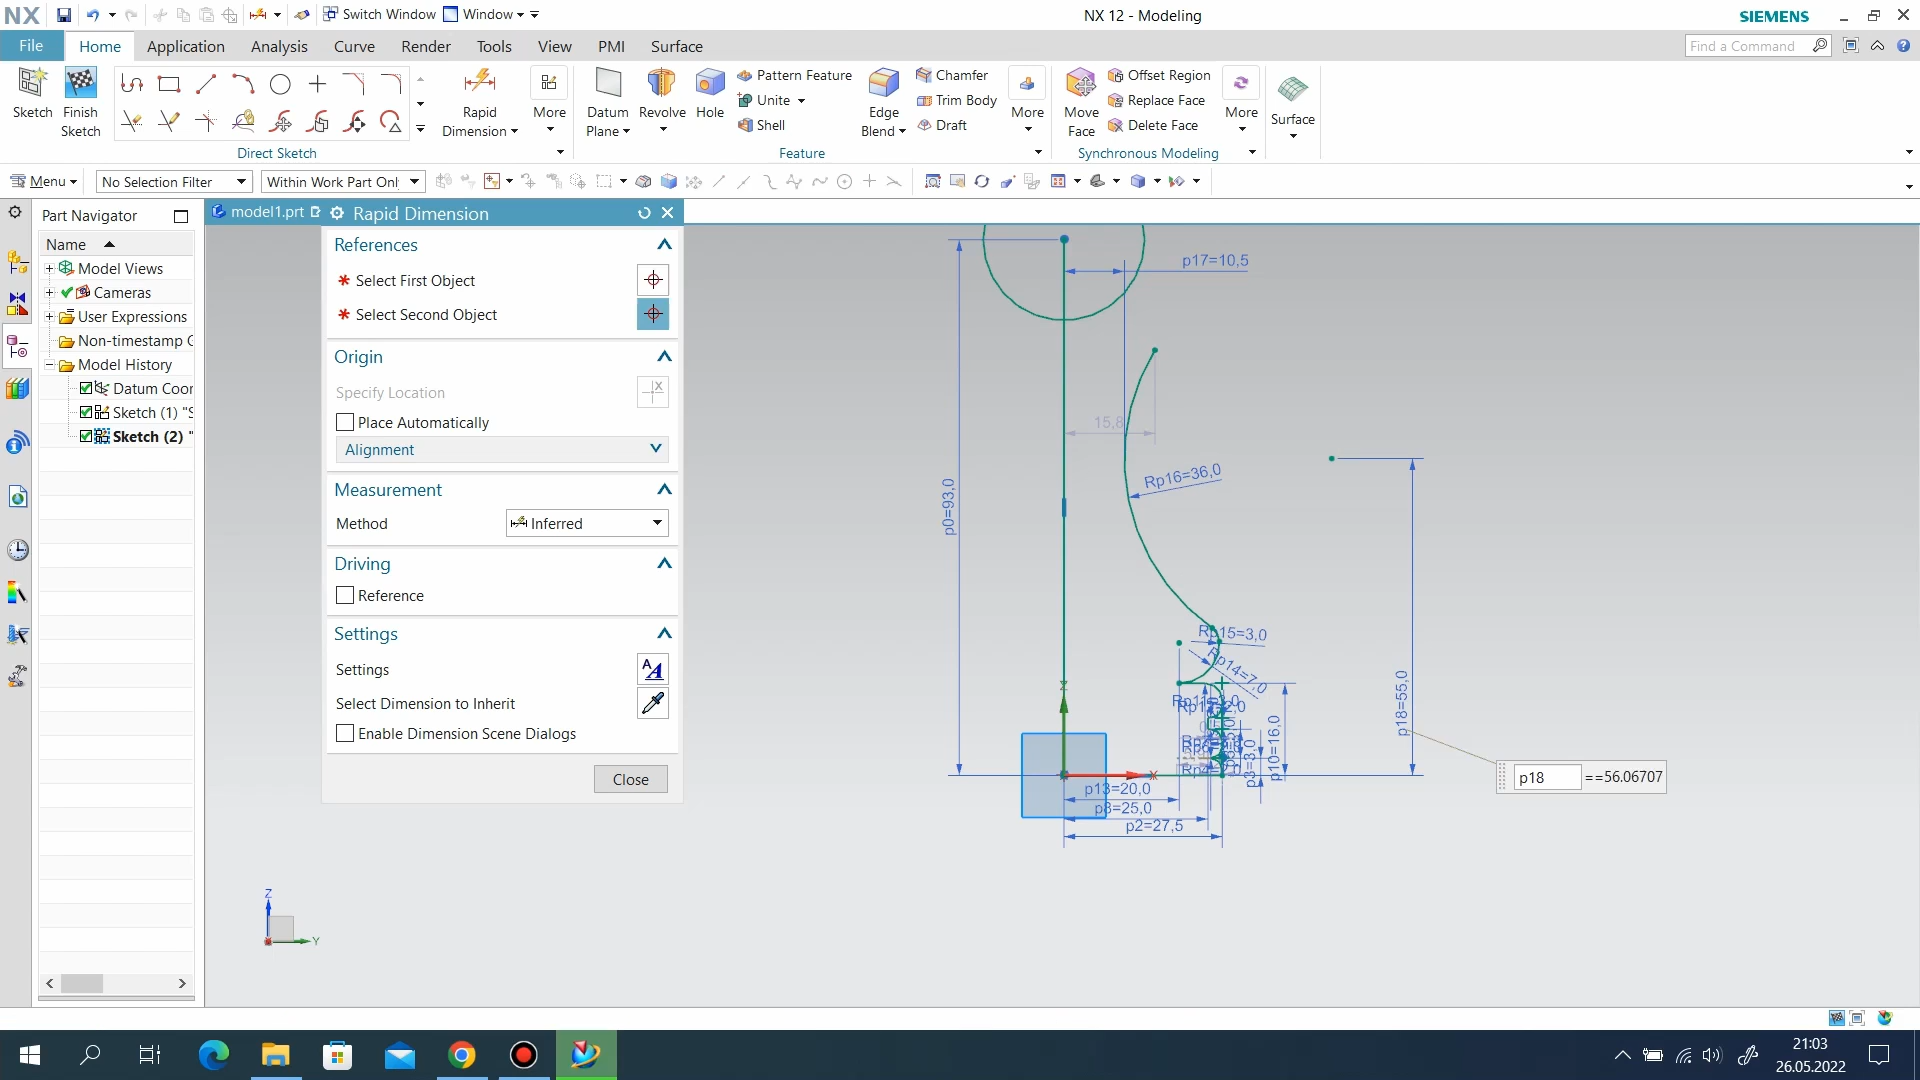 NX
Switch Window
Window
NX 12 - Modeling
SIEMENS
File
Home
Application
Analysis
Curve
Render
Tools
View
PMI
Surface
Find a Command
Sketch
Finish
Sketch
Rapid
Dimension
More
Direct Sketch
Datum
Plane
Revolve
Hole
Pattern Feature
Unite
Shell
Edge
Blend
Chamfer
Trim Body
Draft
More
Feature
Move
Face
Offset Region
Replace Face
Delete Face
More
Synchronous Modeling
Surface
Menu
No Selection Filter
Within Work Part Onl
Part Navigator
Name
Model Views
Cameras
User Expressions
Non-timestamp G
Model History
Datum Coor
Sketch (1) "S
Sketch (2) "
model1.prt
Rapid Dimension
References
* Select First Object
* Select Second Object
Origin
Specify Location
Place Automatically
Alignment
Measurement
Method
Inferred
Driving
Reference
Settings
Settings
Select Dimension to Inherit
Enable Dimension Scene Dialogs
Close
p17=10,5
15,8
Rp16=36,0
p0=93,0
Rp15=3,0
Rp14=7,0
p18=55,0
p10=16,0
p3=3,0
p13=20,0
p8=25,0
p2=27,5
p18
==56.06707
X
Z
Y
21:03
26.05.2022